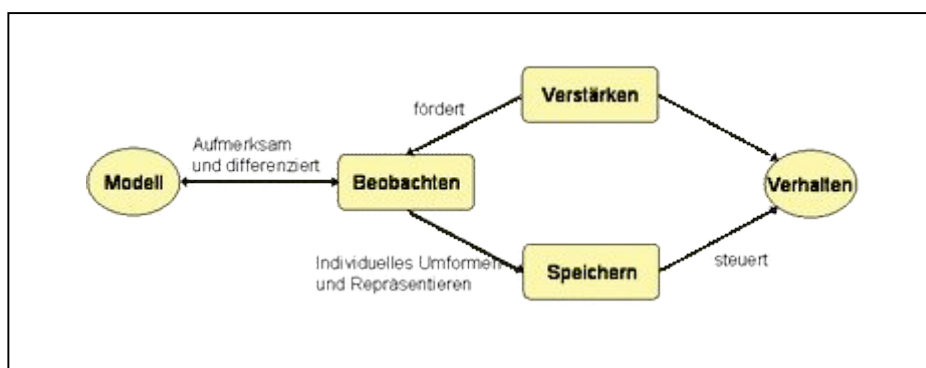 Verstärken
fördert
Aufmerksam
und differenziert
Modell
Beobachten
Verhalten
Individuelles Umformen
und Repräsentieren
Speichern
steuert